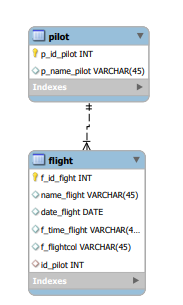 pilot
p_id_pilot INT
p_name_pilot VARCHAR(45)
Indexes
flight
f_id_fight INT
name_flight VARCHAR(45)
date_flight DATE
f_time_flight VARCHAR(4...
f_flightcol VARCHAR(45)
id_pilot INT
Indexes